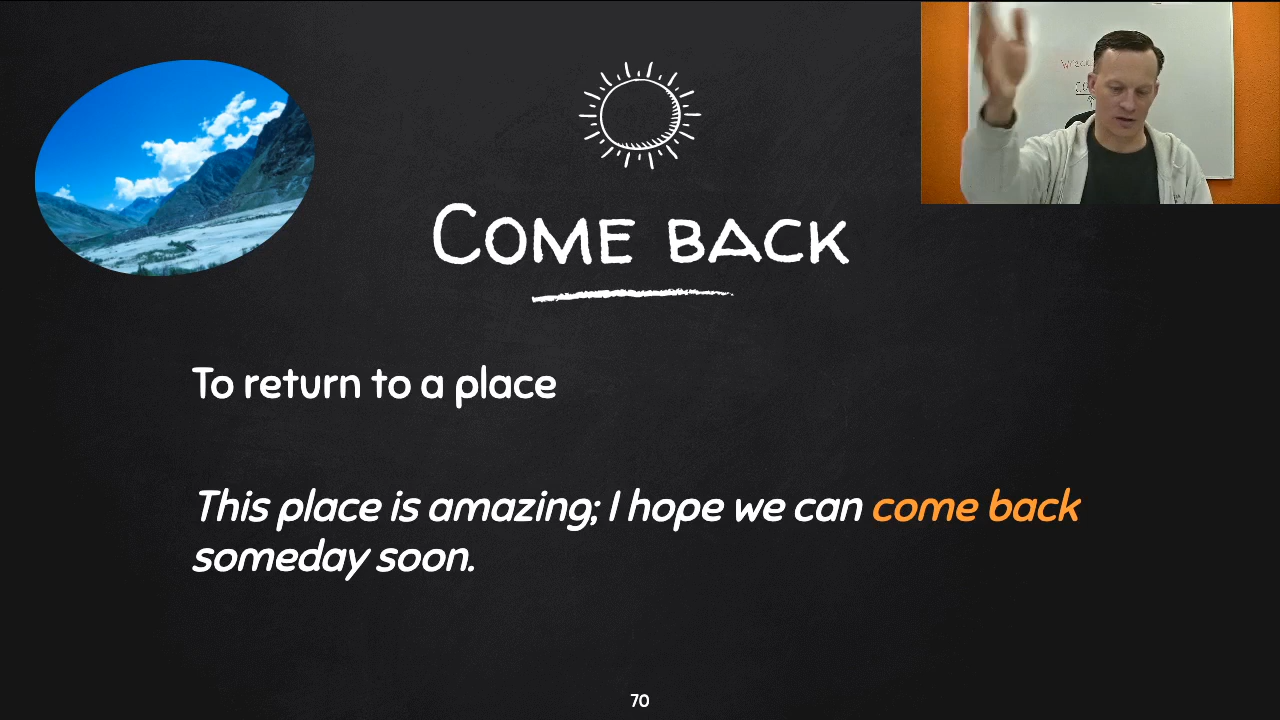 Come back
To return to a place
This place is amazing; I hope we can come back
someday soon.
70